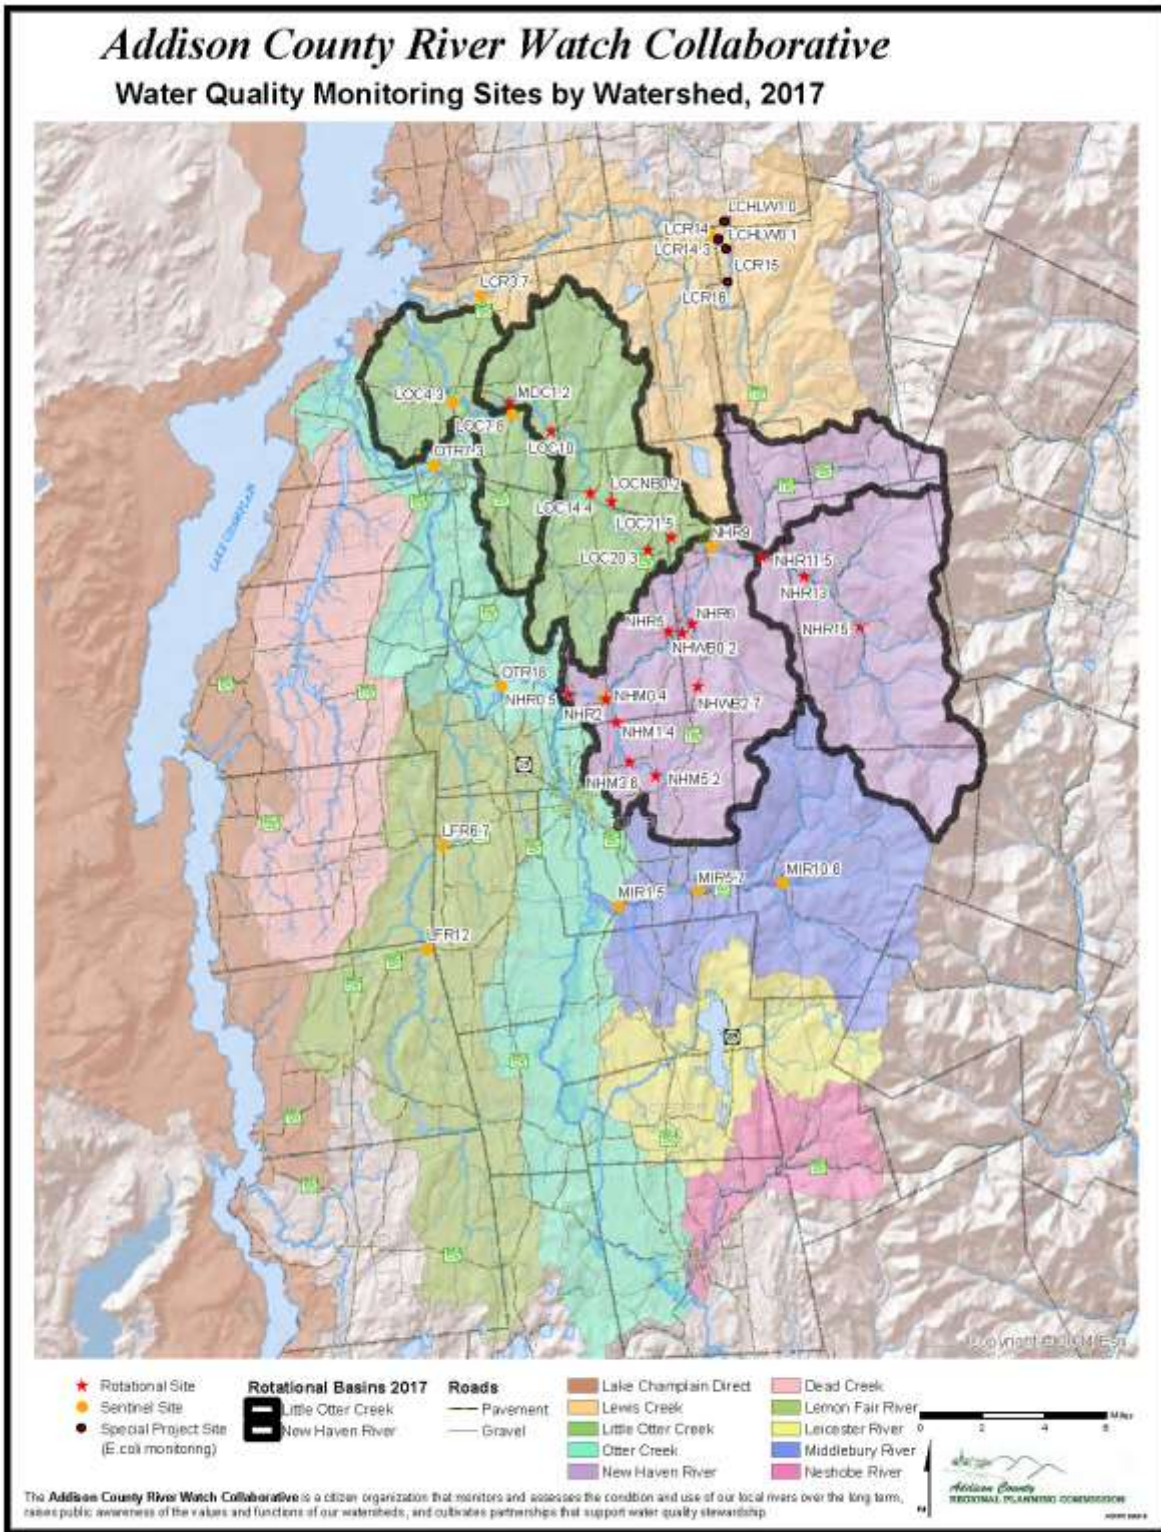 Addison County River Watch Collaborative
Water Quality Monitoring Sites by Watershed, 2017
LCHLW1.0
LCR14
LCHLW0.1
LCR14.3
LCR15
LCR16
LCR3.7
LOC4.3
MDC1.2
LOC7.8
LOC10
OTR7.3
LOCNB0.2
LOC14.4
LOC21.5
LOC20.3
NHR9
NHR11.5
NHR13
NHR15
NHR6
NHR5
NHWB0.2
LAKE CHAMPLAIN
OTR18
NHR0.5
NHR2
NHM0.4
NHWB2.7
NHM1.4
NHM3.8
NHM5.2
LFR6.7
MIR1.5
MIR5.7
MIR10.6
LFR12
Rotational Site
Sentinel Site
Special Project Site
(E.coli monitoring)
Rotational Basins 2017
Little Otter Creek
New Haven River
Roads
Pavement
Gravel
Lake Champlain Direct
Lewis Creek
Little Otter Creek
Otter Creek
New Haven River
Dead Creek
Lemon Fair River
Leicester River
Middlebury River
Neshobe River
Miles
0 2 4 6
Addison County
REGIONAL PLANNING COMMISSION
The Addison County River Watch Collaborative is a citizen organization that monitors and assesses the condition and use of our local rivers over the long term,
raises public awareness of the values and functions of our watersheds, and cultivates partnerships that support water quality stewardship.